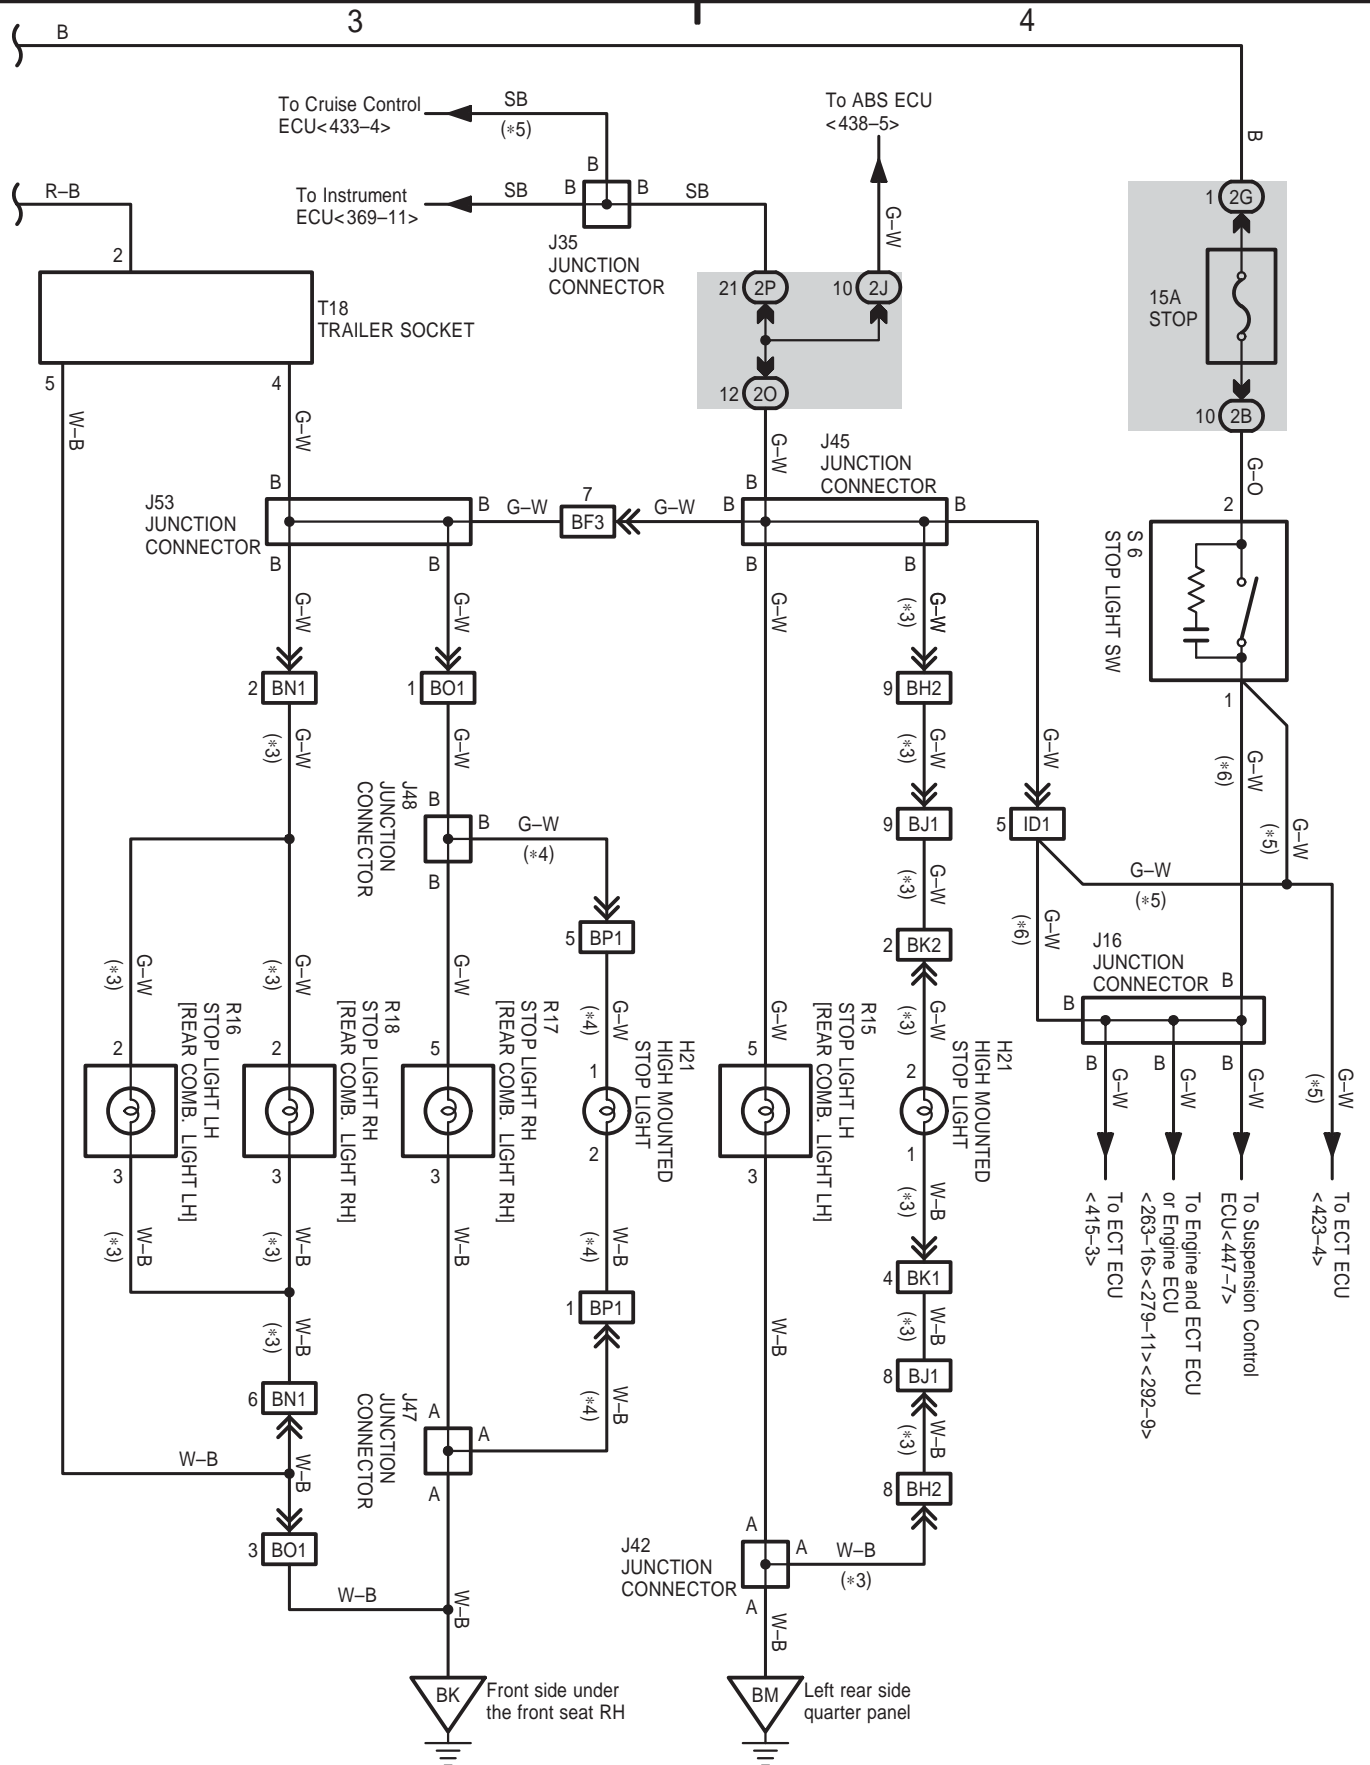 3
4
B
To Cruise Control
ECU<433–4>
SB
(*5)
To ABS ECU
<438–5>
B
R–B
To Instrument
ECU<369–11>
SB
B
B
B
SB
J35
JUNCTION
CONNECTOR
G–W
1
2G
2
T18
TRAILER SOCKET
21
2P
10
2J
15A
STOP
5
4
12
2O
10
2B
W–B
G–W
G–W
J45
JUNCTION
CONNECTOR
G–O
J53
JUNCTION
CONNECTOR
B
B
G–W
7
BF3
G–W
B
B
B
2
S 6
STOP LIGHT SW
B
B
B
B
G–W
G–W
G–W
(*3)
G–W
2
BN1
1
BO1
9
BH2
1
(*3)
G–W
G–W
(*3)
G–W
G–W
(*6)
G–W
J48
JUNCTION
CONNECTOR
B
B
B
G–W
(*4)
9
BJ1
5
ID1
(*5)
G–W
G–W
(*5)
(*3)
G–W
5
BP1
2
BK2
(*6)
G–W
J16
JUNCTION
CONNECTOR
B
B
(*3)
G–W
(*3)
G–W
G–W
(*4)
G–W
G–W
(*3)
G–W
R16
STOP LIGHT LH
[REAR COMB. LIGHT LH]
R18
STOP LIGHT RH
[REAR COMB. LIGHT RH]
R17
STOP LIGHT RH
[REAR COMB. LIGHT RH]
H21
HIGH MOUNTED
STOP LIGHT
R15
STOP LIGHT LH
[REAR COMB. LIGHT LH]
H21
HIGH MOUNTED
STOP LIGHT
2
2
5
1
5
2
B
B
B
G–W
G–W
G–W
(*5)
G–W
3
3
3
2
3
1
(*3)
W–B
(*3)
W–B
W–B
(*4)
W–B
W–B
(*3)
W–B
To ECT ECU
<415–3>
To Engine and ECT ECU
or Engine ECU
<263–16><279–11><292–9>
To Suspension Control
ECU<447–7>
To ECT ECU
<423–4>
(*3)
W–B
1
BP1
4
BK1
(*3)
W–B
6
BN1
J47
JUNCTION
CONNECTOR
A
A
A
(*4)
W–B
8
BJ1
(*3)
W–B
W–B
W–B
8
BH2
3
BO1
W–B
W–B
J42
JUNCTION
CONNECTOR
A
A
A
W–B
(*3)
W–B
BK
Front side under
the front seat RH
BM
Left rear side
quarter panel